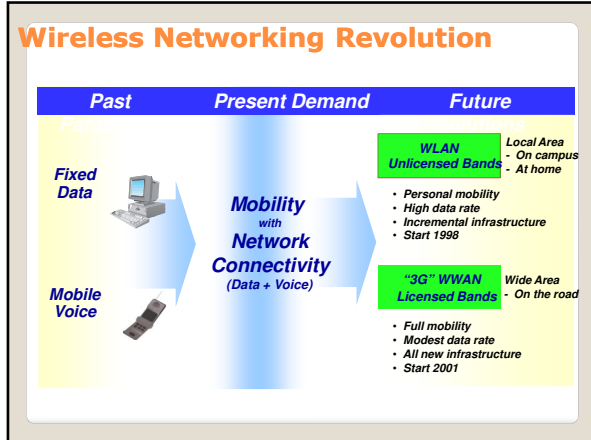 Wireless Networking Revolution
Past Present Demand Future
Fixed
Data
Mobile
Voice
Mobility
with
Network
Connectivity
(Data + Voice)
WLAN
Unlicensed Bands
Local Area
- On campus
- At home
• Personal mobility
• High data rate
• Incremental infrastructure
• Start 1998
“3G” WWAN
Licensed Bands
Wide Area
- On the road
• Full mobility
• Modest data rate
• All new infrastructure
• Start 2001